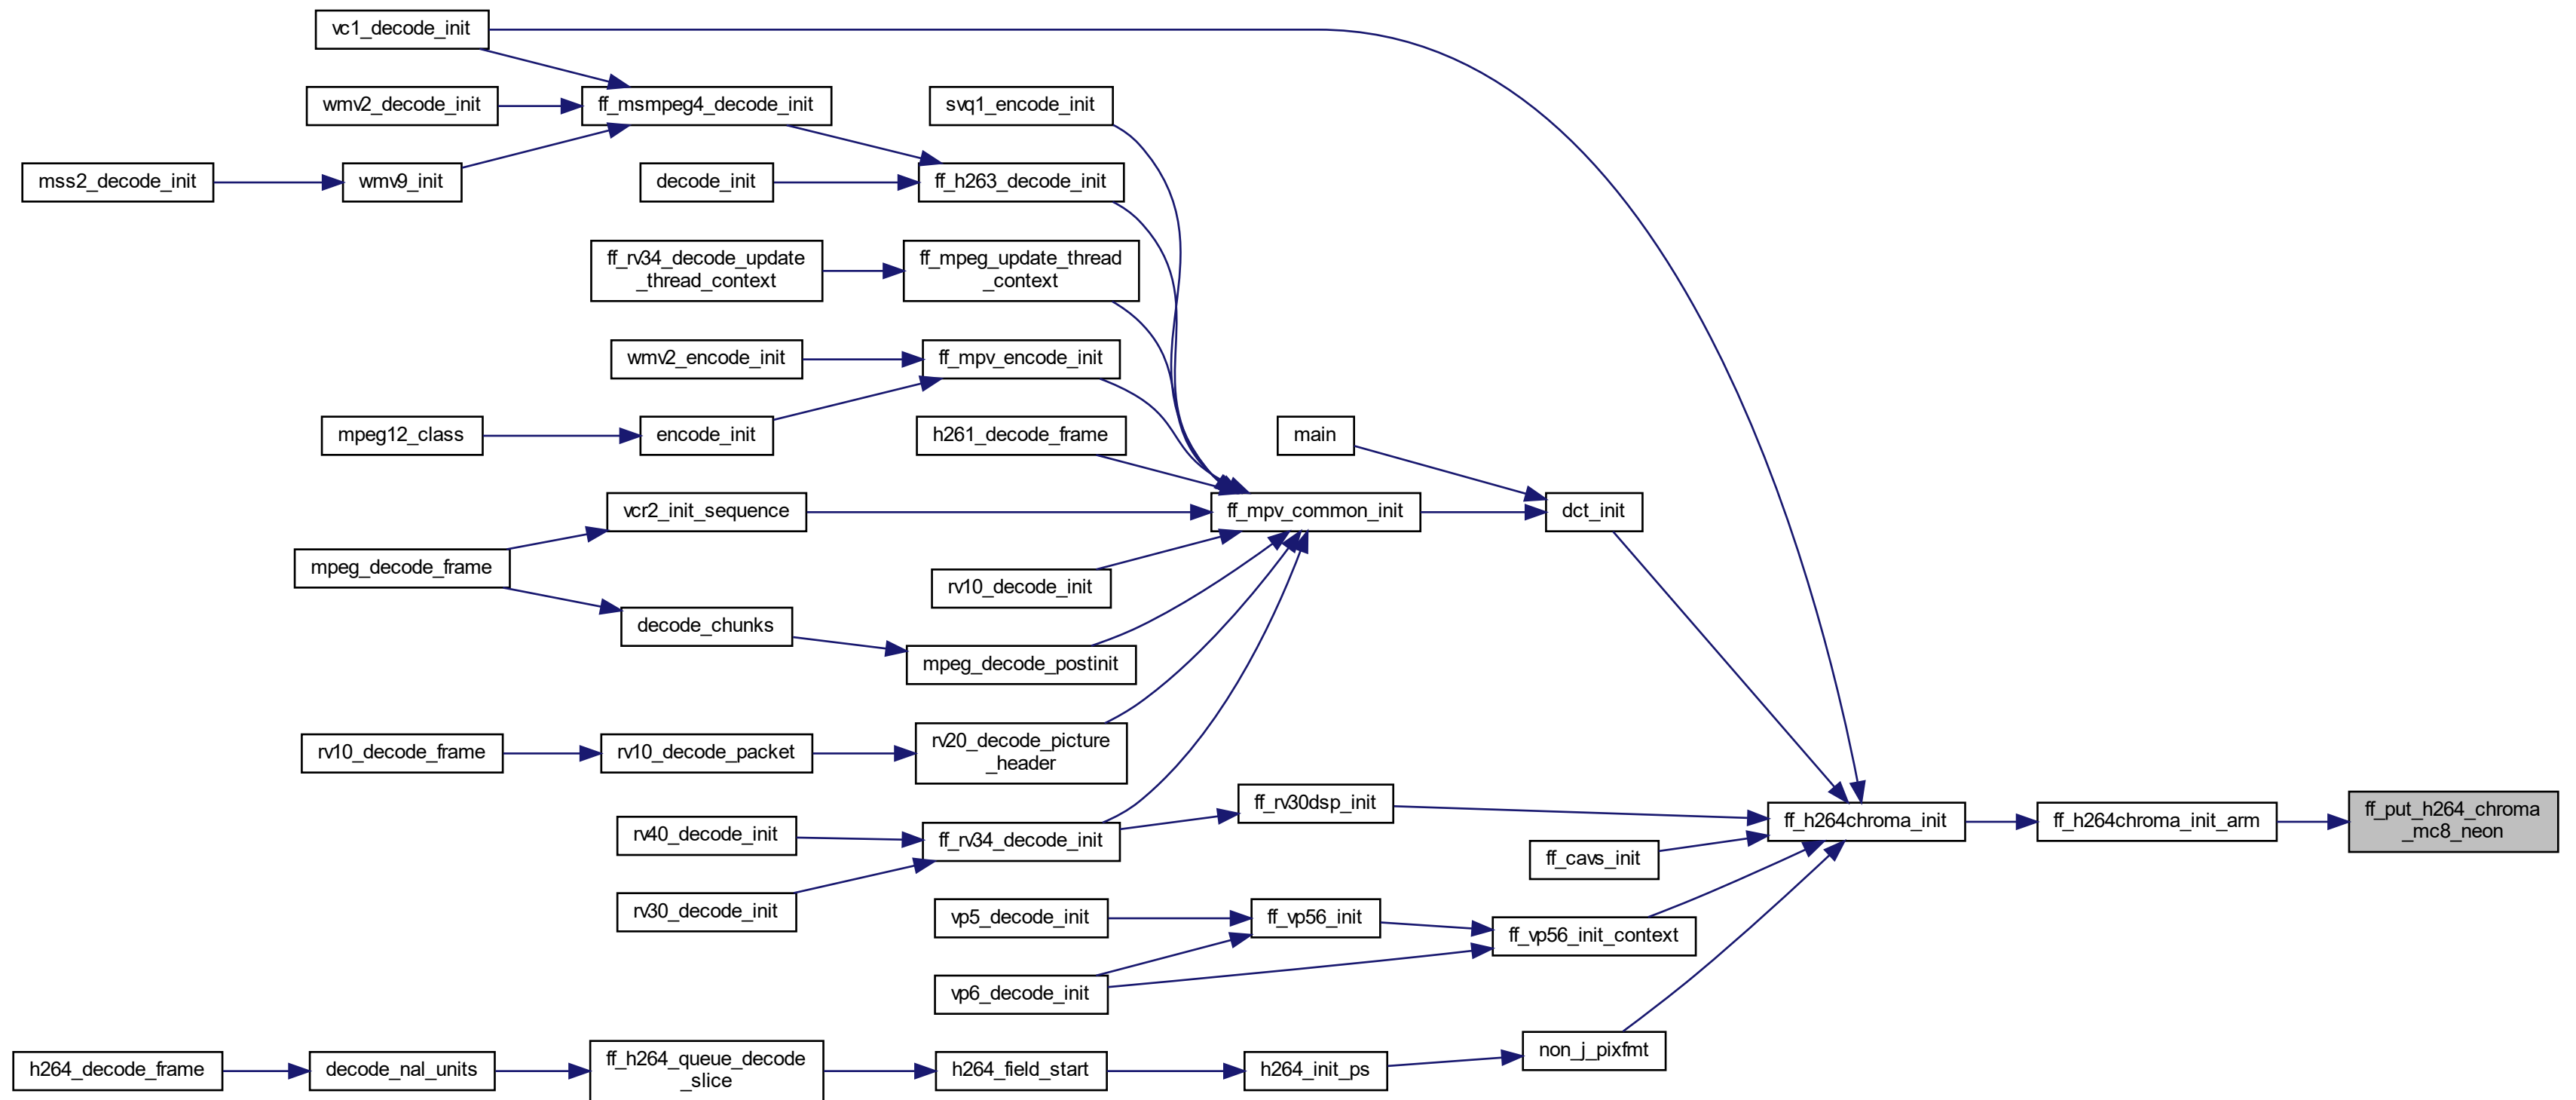 vc1_decode_init
wmv2_decode_init
ff_msmpeg4_decode_init
svq1_encode_init
mss2_decode_init
wmv9_init
decode_init
ff_h263_decode_init
ff_rv34_decode_update
_thread_context
ff_mpeg_update_thread
_context
wmv2_encode_init
ff_mpv_encode_init
mpeg12_class
encode_init
h261_decode_frame
main
vcr2_init_sequence
ff_mpv_common_init
dct_init
mpeg_decode_frame
rv10_decode_init
decode_chunks
mpeg_decode_postinit
rv10_decode_frame
rv10_decode_packet
rv20_decode_picture
_header
ff_rv30dsp_init
rv40_decode_init
ff_rv34_decode_init
ff_h264chroma_init
ff_h264chroma_init_arm
ff_put_h264_chroma
_mc8_neon
ff_cavs_init
rv30_decode_init
vp5_decode_init
ff_vp56_init
ff_vp56_init_context
vp6_decode_init
non_j_pixfmt
h264_decode_frame
decode_nal_units
ff_h264_queue_decode
_slice
h264_field_start
h264_init_ps